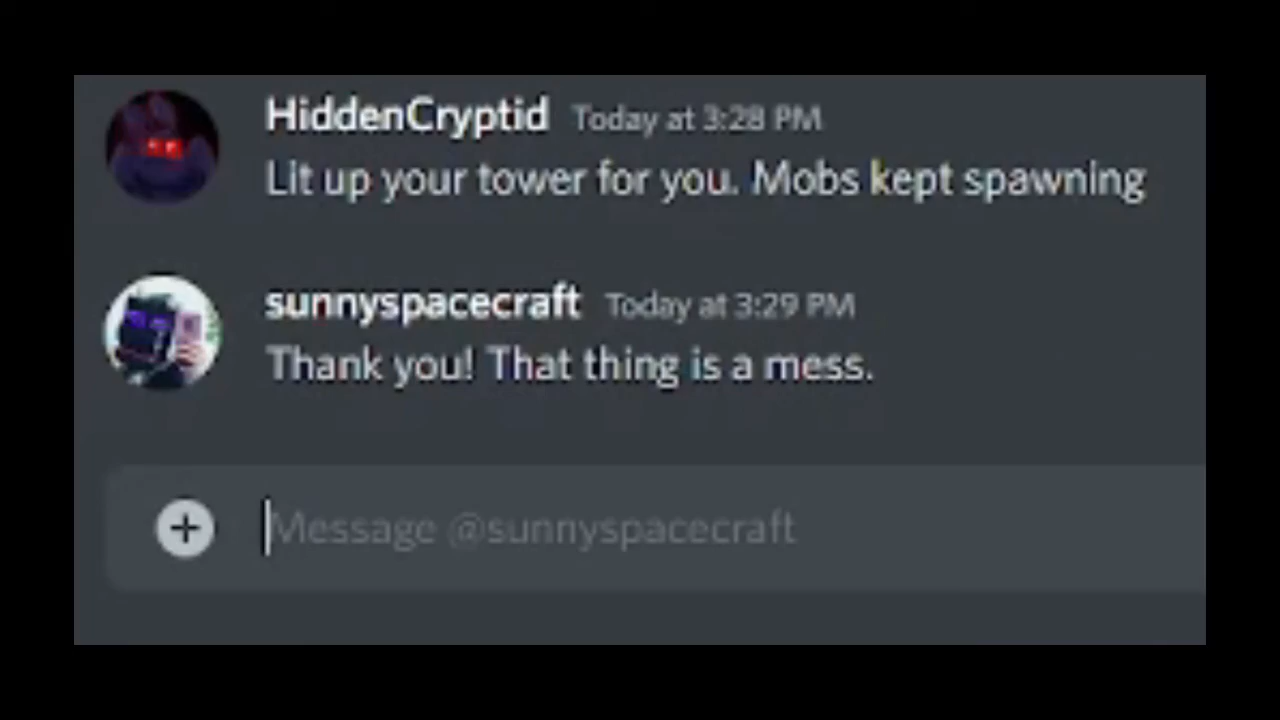 HiddenCryptid Today at 3:28 PM
Lit up your tower for you. Mobs kept spawning
sunnyspacecraft Today at 3:29 PM
Thank you! That thing is a mess.
Message @sunnyspacecraft